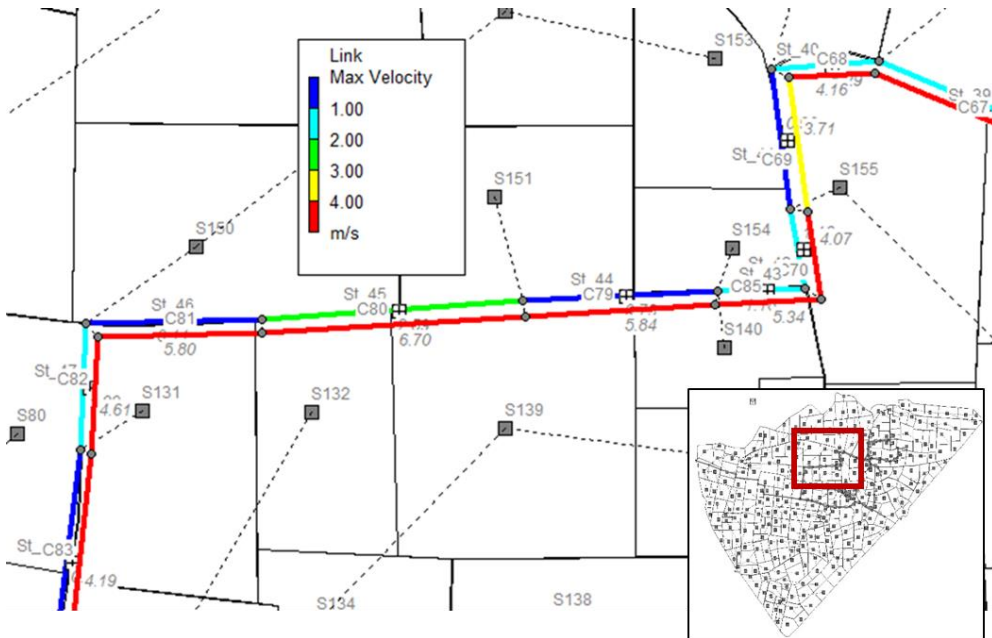 Link
Max Velocity
1.00
2.00
3.00
4.00
m/s
S153
St_40
C68
4.16
St_39
C67
3.71
C69
S155
S151
S150
S154
4.07
C70
43
C85
St_44
C79
St_45
C80
St_46
C81
5.34
5.84
6.70
5.80
S140
C82
4.61
S131
S80
S132
S139
C83
4.19
S134
S138